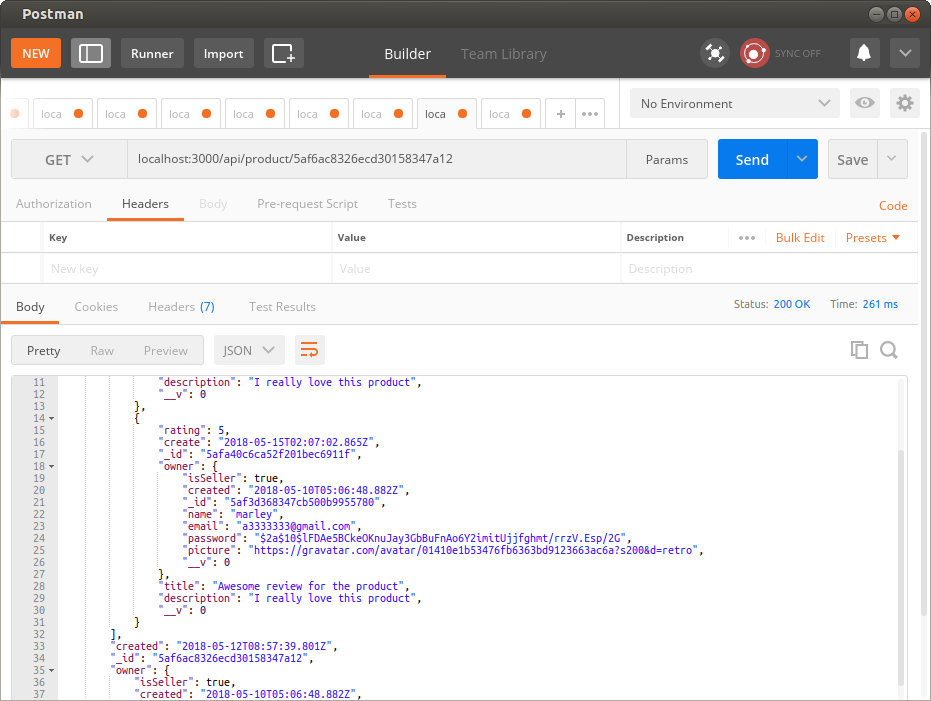 Postman
NEW Runner Import Builder Team Library SYNC OFF
loca loca loca loca loca loca loca loca + ••• No Environment
GET localhost:3000/api/product/5af6ac8326ecd30158347a12 Params Send Save
Authorization Headers Body Pre-request Script Tests Code
Key Value Description ••• Bulk Edit Presets
New key Value Description
Body Cookies Headers (7) Test Results Status: 200 OK Time: 261 ms
Pretty Raw Preview JSON
11 "description": "I really love this product",
12 "__v": 0
13 },
14 {
15 "rating": 5,
16 "create": "2018-05-15T02:07:02.865Z",
17 "_id": "5afa40c6ca52f201bec6911f",
18 "owner": {
19 "isSeller": true,
20 "created": "2018-05-10T05:06:48.882Z",
21 "_id": "5af3d368347cb500b9955780",
22 "name": "marley",
23 "email": "a3333333@gmail.com",
24 "password": "$2a$10$lFDAe5BCkeOKnuJay3GbBuFnAo6Y2imitUjjfghmt/rrzV.Esp/2G",
25 "picture": "https://gravatar.com/avatar/01410e1b53476fb6363bd9123663ac6a?s200&d=retro",
26 "__v": 0
27 },
28 "title": "Awesome review for the product",
29 "description": "I really love this product",
30 "__v": 0
31 }
32 ],
33 "created": "2018-05-12T08:57:39.801Z",
34 "_id": "5af6ac8326ecd30158347a12",
35 "owner": {
36 "isSeller": true,
37 "created": "2018-05-10T05:06:48.882Z",